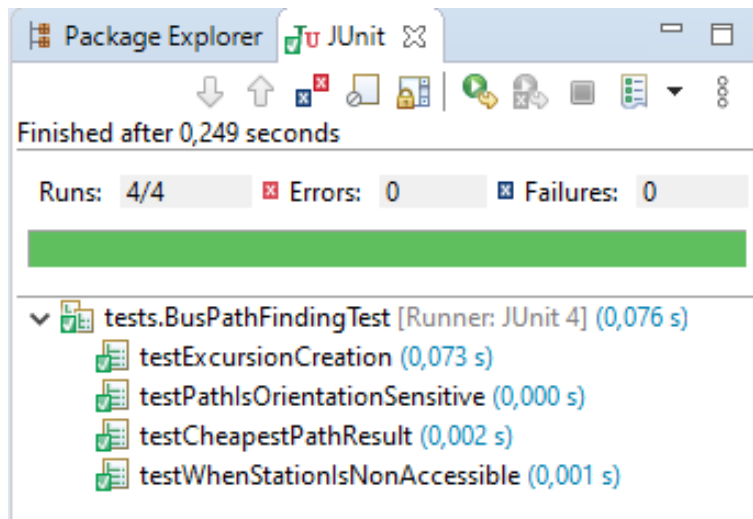 Package Explorer JU JUnit
Finished after 0,249 seconds
Runs: 4/4 Errors: 0 Failures: 0
tests.BusPathFindingTest [Runner: JUnit 4] (0,076 s)
testExcursionCreation (0,073 s)
testPathIsOrientationSensitive (0,000 s)
testCheapestPathResult (0,002 s)
testWhenStationIsNonAccessible (0,001 s)